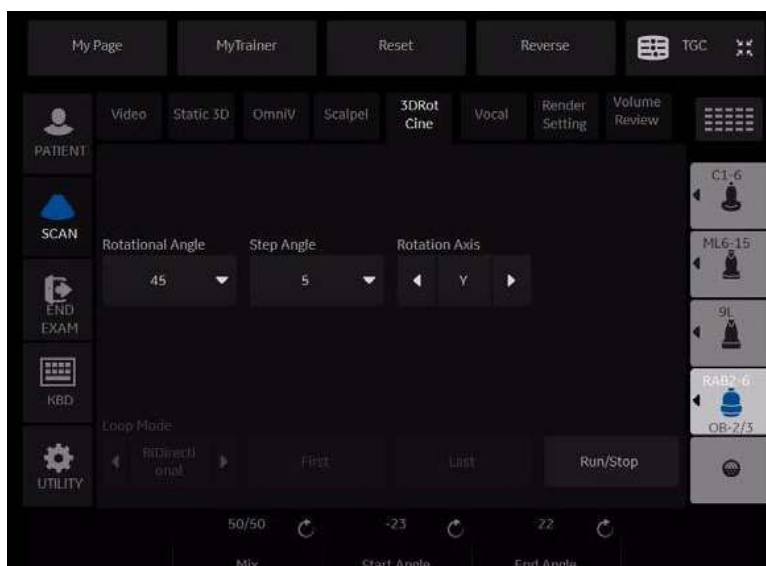 My Page MyTrainer Reset Reverse TGC
Video Static 3D OmniV Scalpel 3DRot Cine Vocal Render Setting Volume Review
PATIENT
SCAN
END EXAM
KBD
UTILITY
Rotational Angle Step Angle Rotation Axis
45 5 Y
Loop Mode
BiDirecti
onal First Last Run/Stop
C1-6
ML6-15
9L
RAB2-6
OB-2/3
50/50 -23 22
Mix Start Angle End Angle